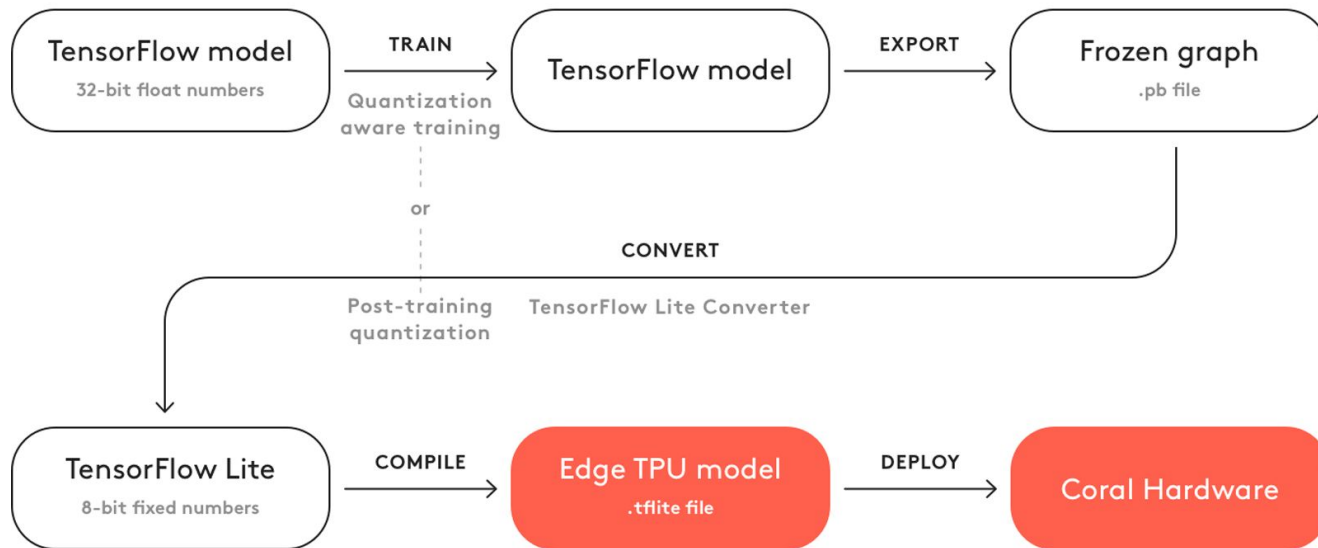 TensorFlow model
32-bit float numbers
TRAIN
Quantization
aware training
or
Post-training
quantization
TensorFlow model
EXPORT
Frozen graph
.pb file
CONVERT
TensorFlow Lite Converter
TensorFlow Lite
8-bit fixed numbers
COMPILE
Edge TPU model
.tflite file
DEPLOY
Coral Hardware